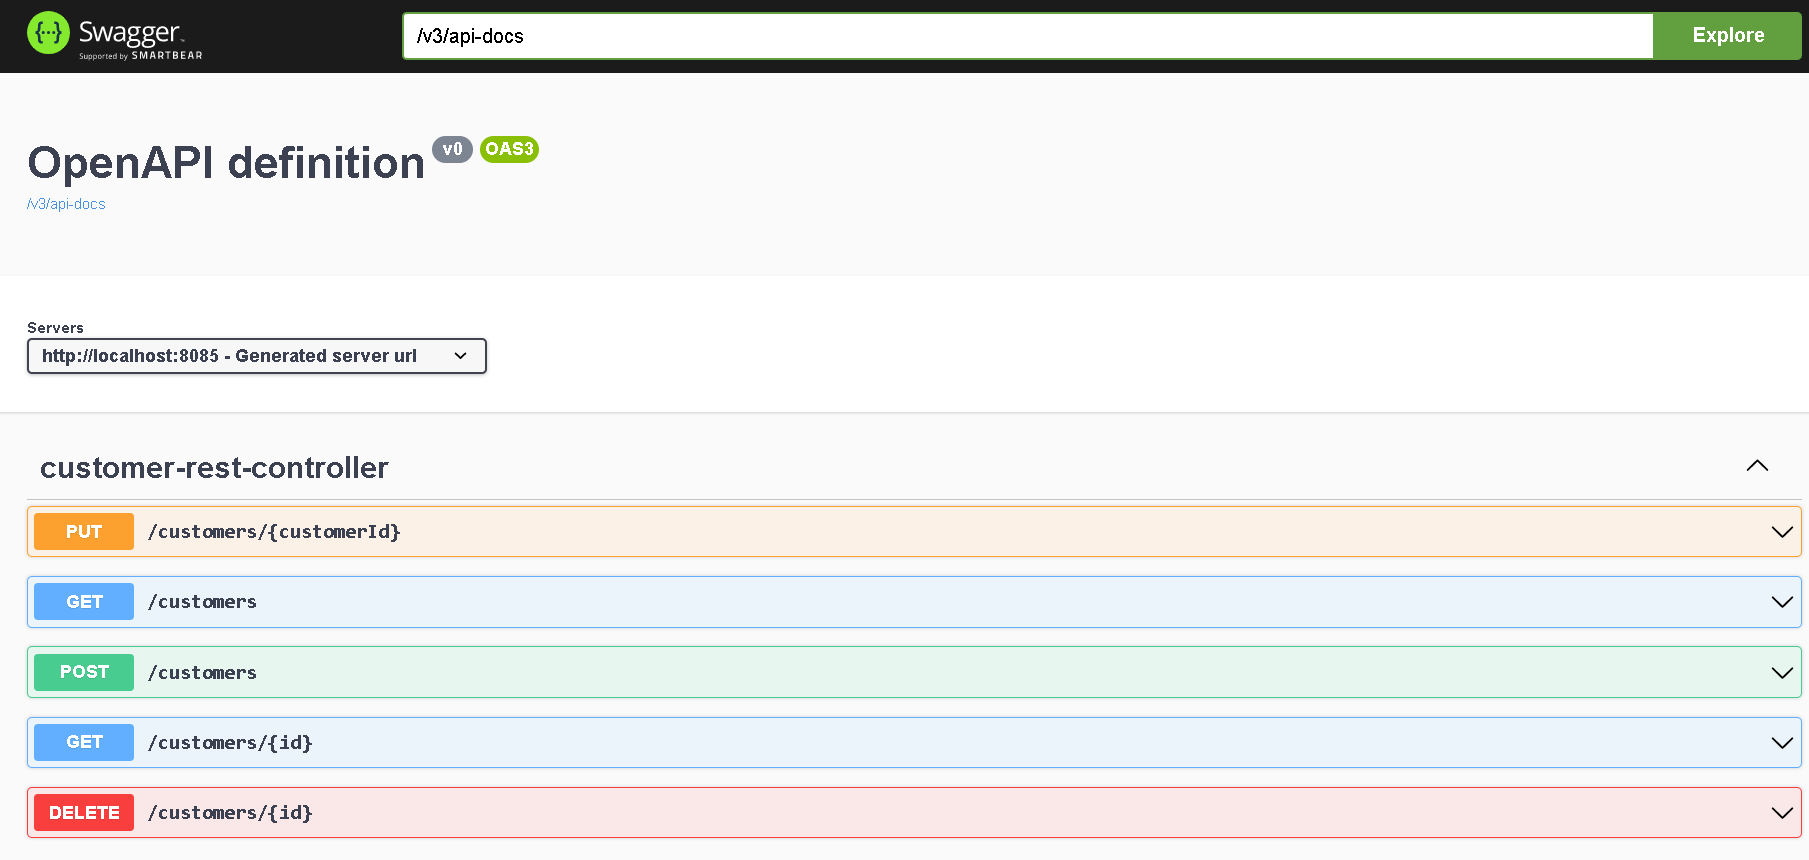 {···} Swagger™
Supported by SMARTBEAR
/v3/api-docs
Explore
OpenAPI definition v0 OAS3
/v3/api-docs
Servers
http://localhost:8085 - Generated server url
customer-rest-controller
PUT /customers/{customerId}
GET /customers
POST /customers
GET /customers/{id}
DELETE /customers/{id}